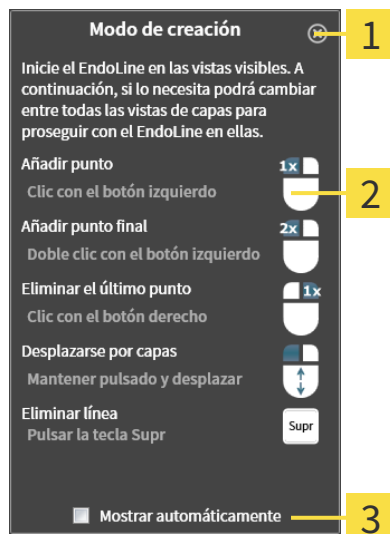 Modo de creación
1
Inicie el EndoLine en las vistas visibles. A
continuación, si lo necesita podrá cambiar
entre todas las vistas de capas para
proseguir con el EndoLine en ellas.
Añadir punto
1x
Clic con el botón izquierdo
2
Añadir punto final
2x
Doble clic con el botón izquierdo
Eliminar el último punto
1x
Clic con el botón derecho
Desplazarse por capas
Mantener pulsado y desplazar
Eliminar línea
Supr
Pulsar la tecla Supr
Mostrar automáticamente
3